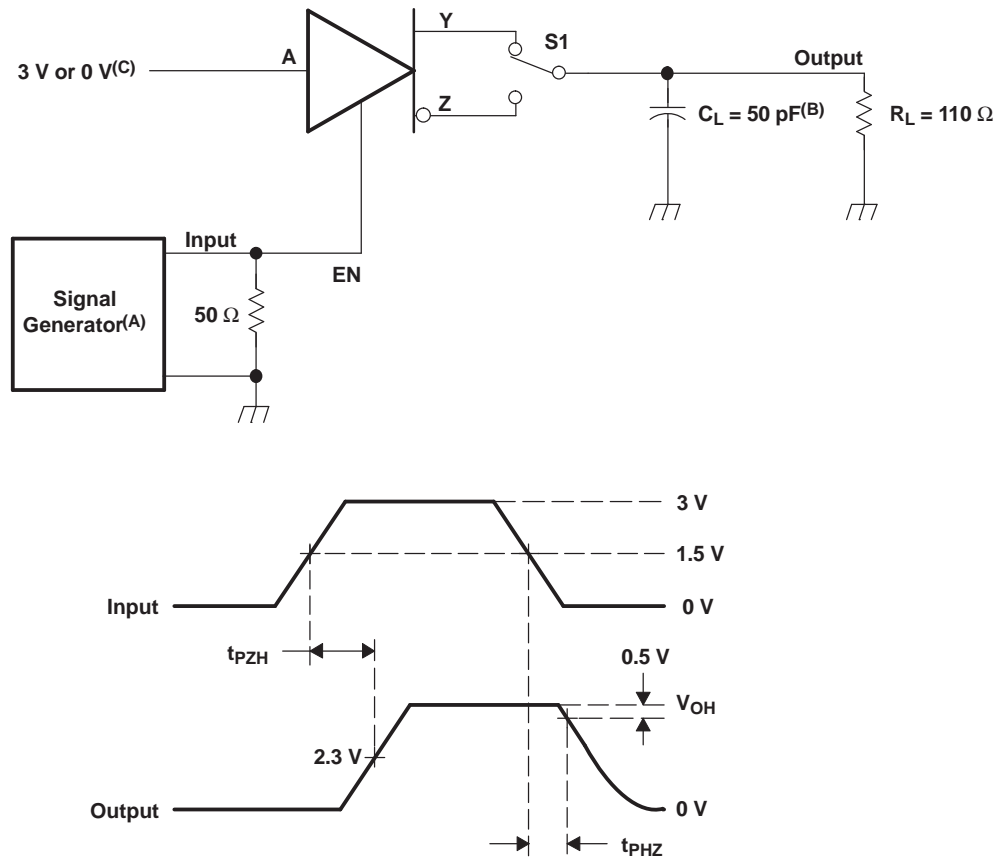 Y
S1
A
3 V or 0 V(C)
Output
Z
CL = 50 pF(B)
RL = 110 Ω
Input
EN
Signal
Generator(A)
50 Ω
3 V
1.5 V
Input
0 V
tPZH
0.5 V
VOH
2.3 V
Output
0 V
tPHZ